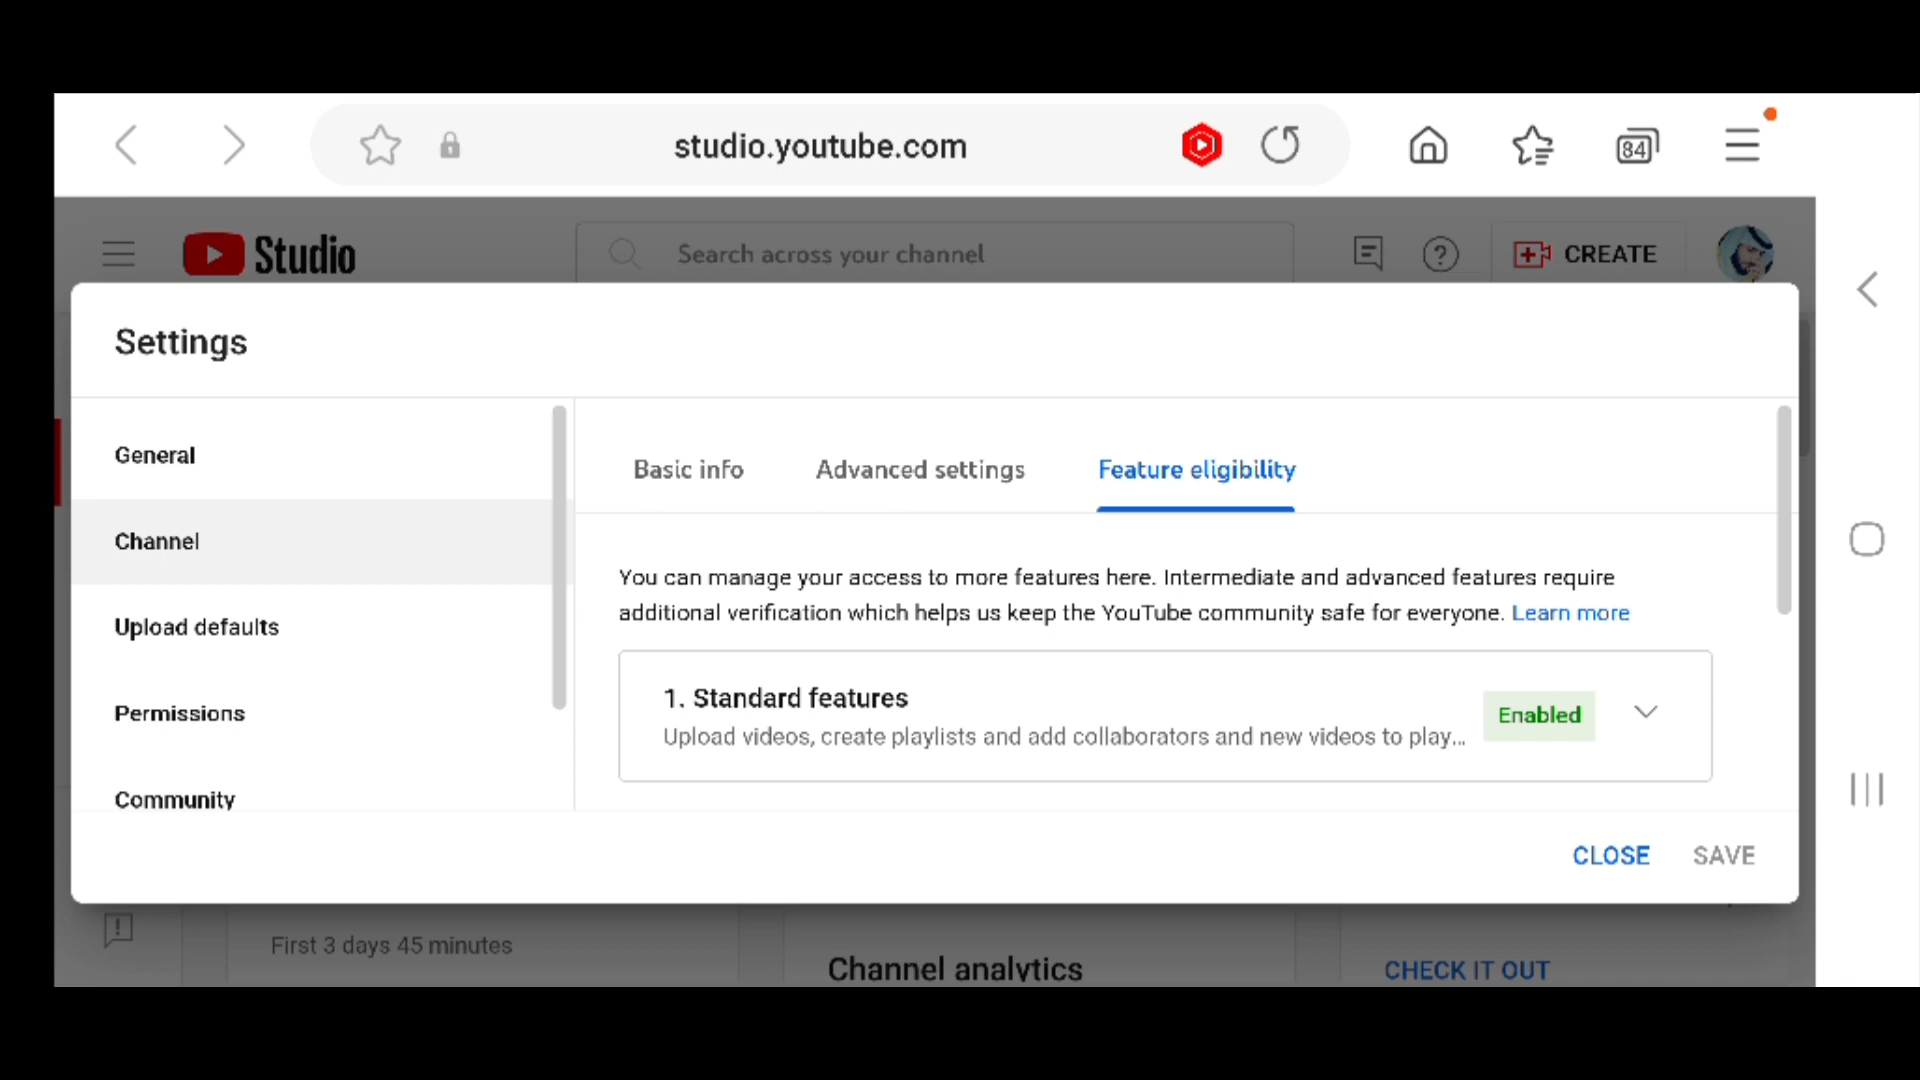 studio.youtube.com
84
Studio
Search across your channel
CREATE
Settings
General
Channel
Upload defaults
Permissions
Community
Basic info
Advanced settings
Feature eligibility
You can manage your access to more features here. Intermediate and advanced features require
additional verification which helps us keep the YouTube community safe for everyone. Learn more
1. Standard features
Enabled
Upload videos, create playlists and add collaborators and new videos to play...
CLOSE
SAVE
First 3 days 45 minutes
Channel analytics
CHECK IT OUT